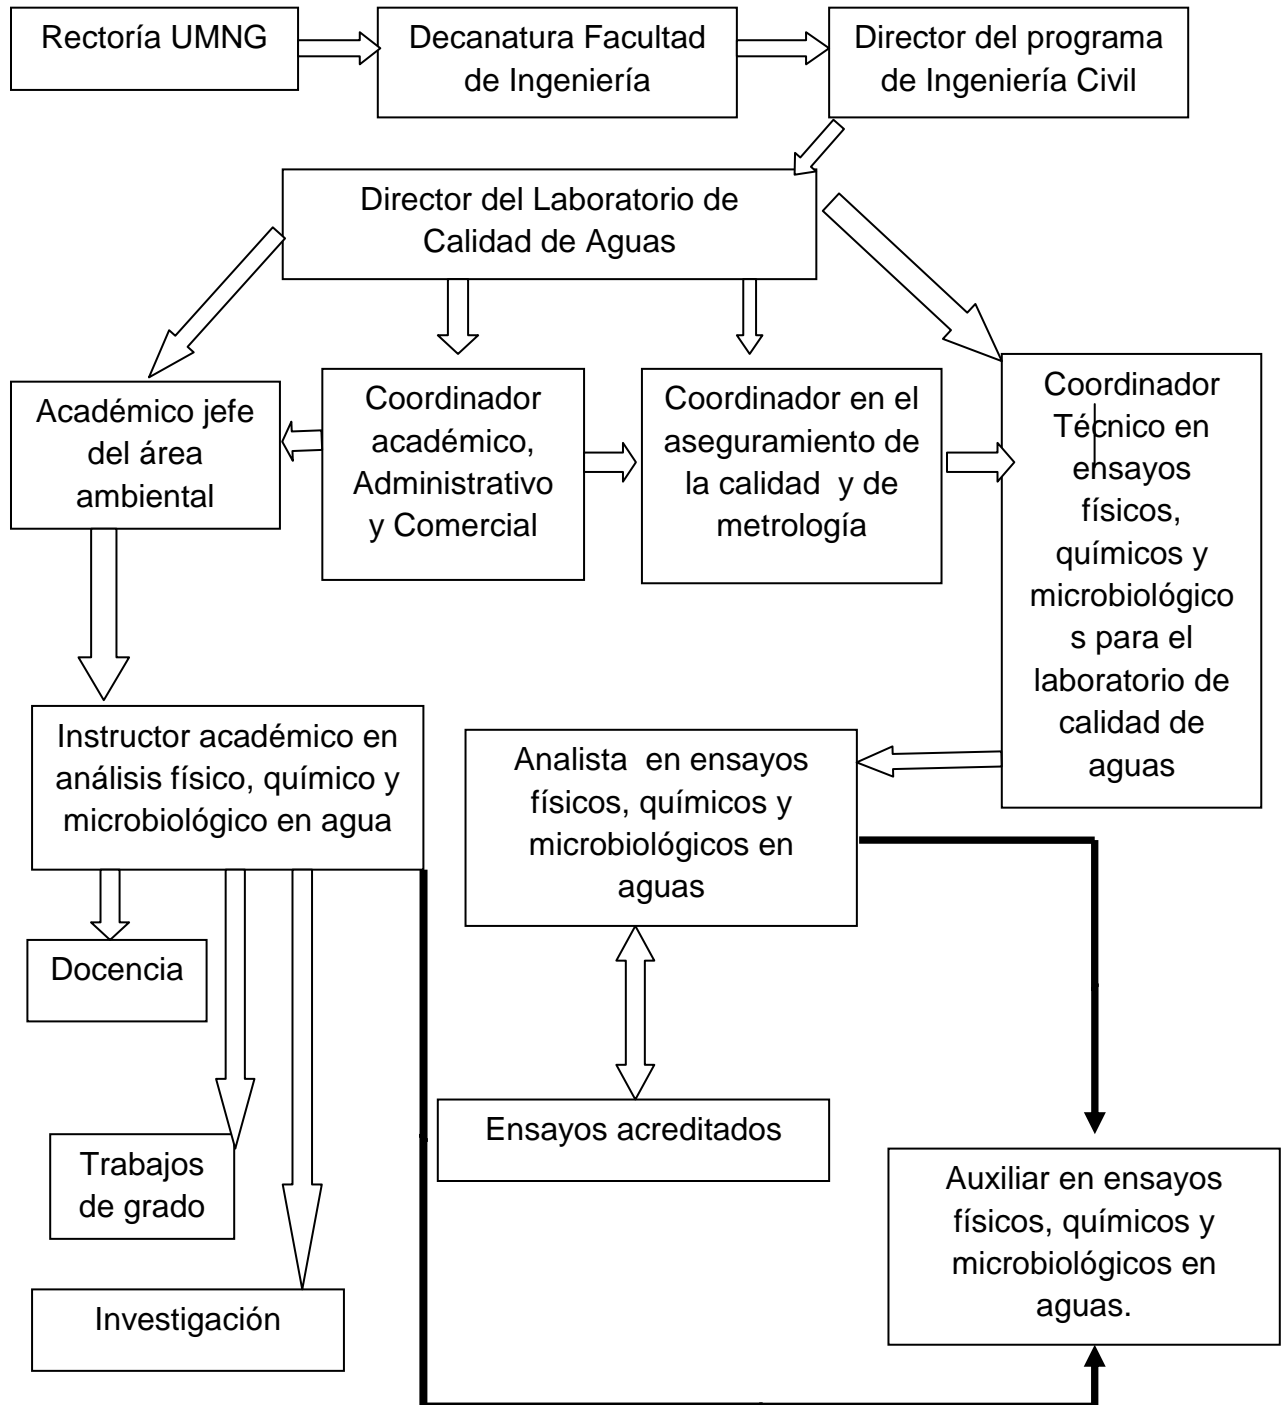 Rectoría UMNG
Decanatura Facultad
de Ingeniería
Director del programa
de Ingeniería Civil
Director del Laboratorio de
Calidad de Aguas
Académico jefe
del área
ambiental
Coordinador
académico,
Administrativo
y Comercial
Coordinador en el
aseguramiento de
la calidad  y de
metrología
Coordinador
Técnico en
ensayos
físicos,
químicos y
microbiológico
s para el
laboratorio de
calidad de
aguas
Instructor académico en
análisis físico, químico y
microbiológico en agua
Analista  en ensayos
físicos, químicos y
microbiológicos en
aguas
Docencia
Ensayos acreditados
Trabajos
de grado
Auxiliar en ensayos
físicos, químicos y
microbiológicos en
aguas.
Investigación